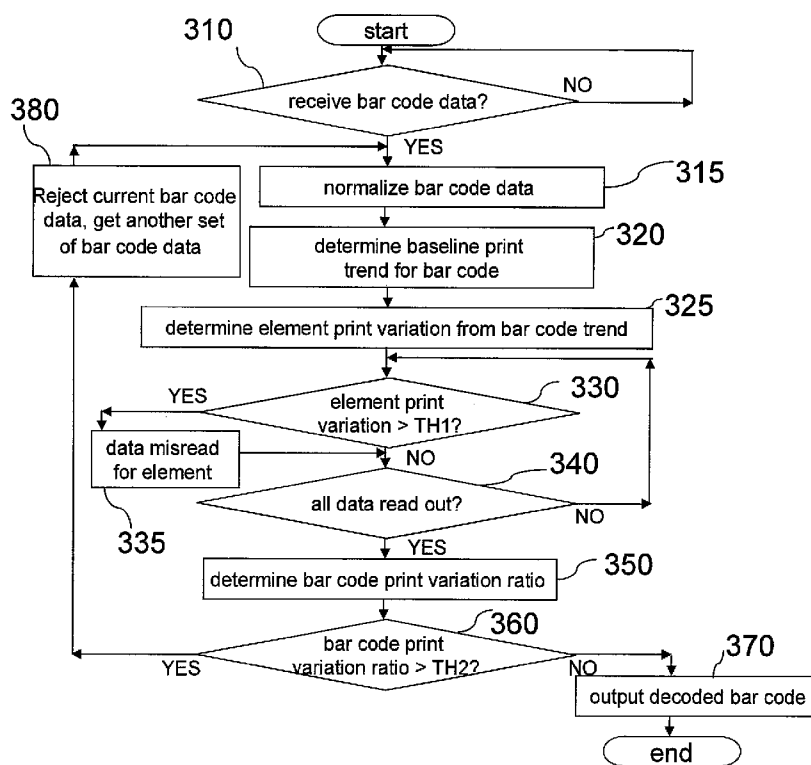 start
310
receive bar code data?
NO
380
YES
Reject current bar code
data, get another set
of bar code data
normalize bar code data
315
determine baseline print
trend for bar code
320
325
determine element print variation from bar code trend
YES
element print
variation > TH1?
330
data misread
for element
NO
335
all data read out?
340
NO
YES
determine bar code print variation ratio
350
360
bar code print
variation ratio > TH2?
YES
NO
370
output decoded bar code
end